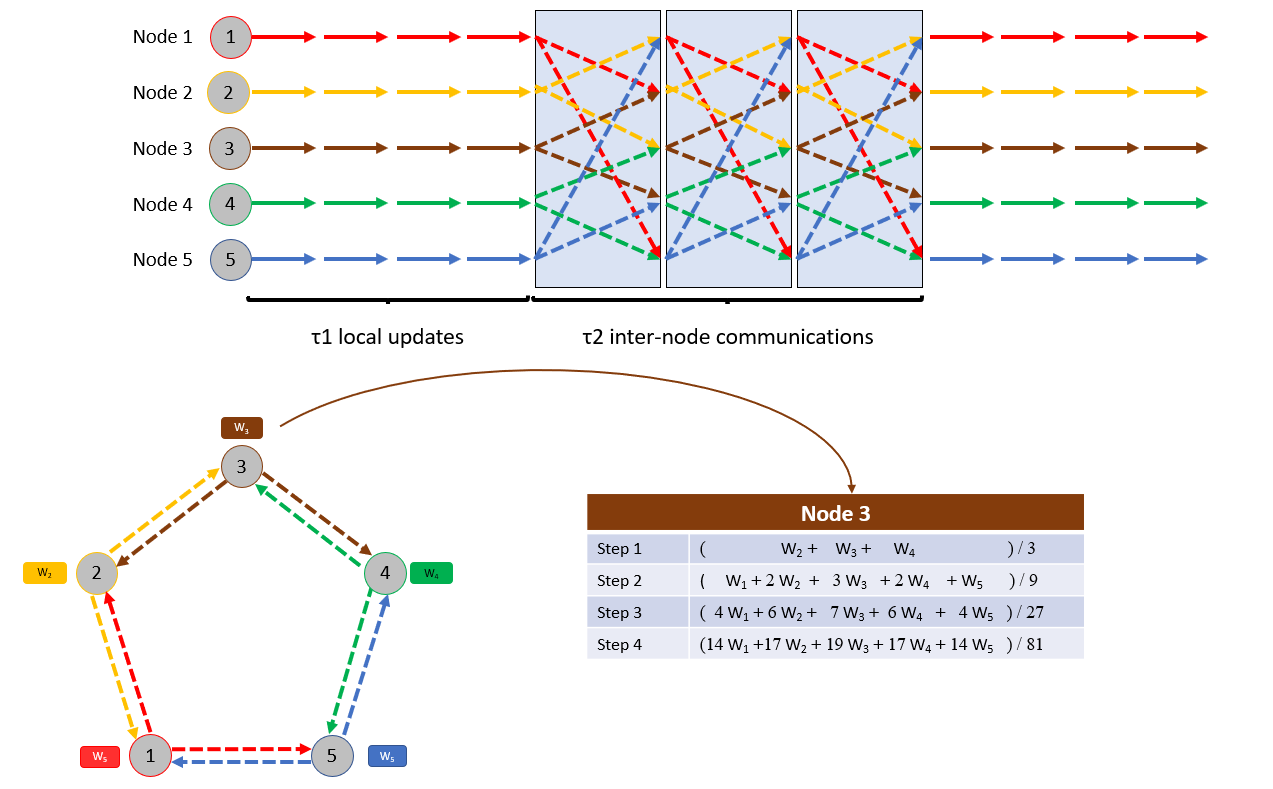 Node 1 1
Node 2 2
Node 3 3
Node 4 4
Node 5 5
τ1 local updates
τ2 inter-node communications
W₃
3
W₂ 2
4 W₄
W₅ 1
5 W₅
Node 3
Step 1 ( W₂ + W₃ + W₄ ) / 3
Step 2 ( W₁ + 2 W₂ + 3 W₃ + 2 W₄ + W₅ ) / 9
Step 3 ( 4 W₁ + 6 W₂ + 7 W₃ + 6 W₄ + 4 W₅ ) / 27
Step 4 (14 W₁ +17 W₂ + 19 W₃ + 17 W₄ + 14 W₅ ) / 81